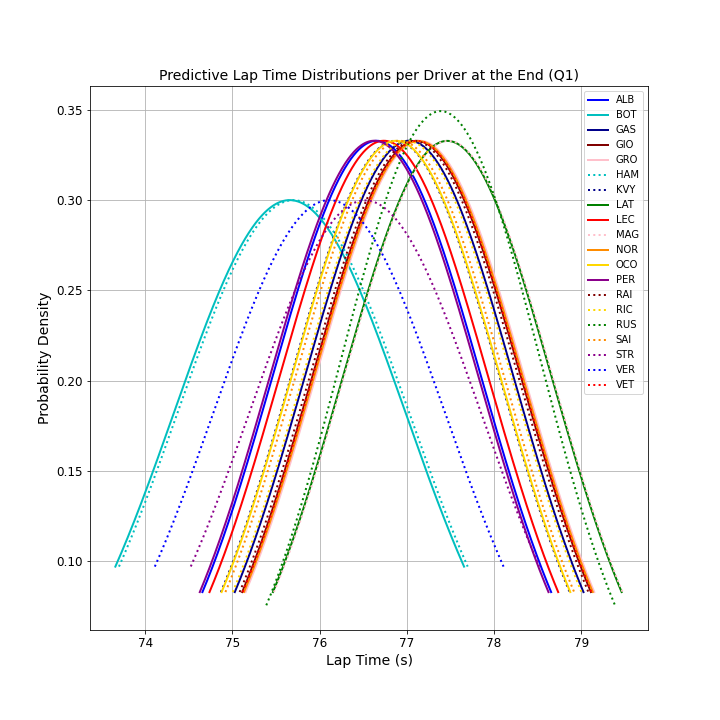 Predictive Lap Time Distributions per Driver at the End (Q1)
0.35
0.30
0.25
0.20
0.15
0.10
Probability Density
74 75 76 77 78 79
Lap Time (s)
ALB
BOT
GAS
GIO
GRO
HAM
KVY
LAT
LEC
MAG
NOR
OCO
PER
RAI
RIC
RUS
SAI
STR
VER
VET